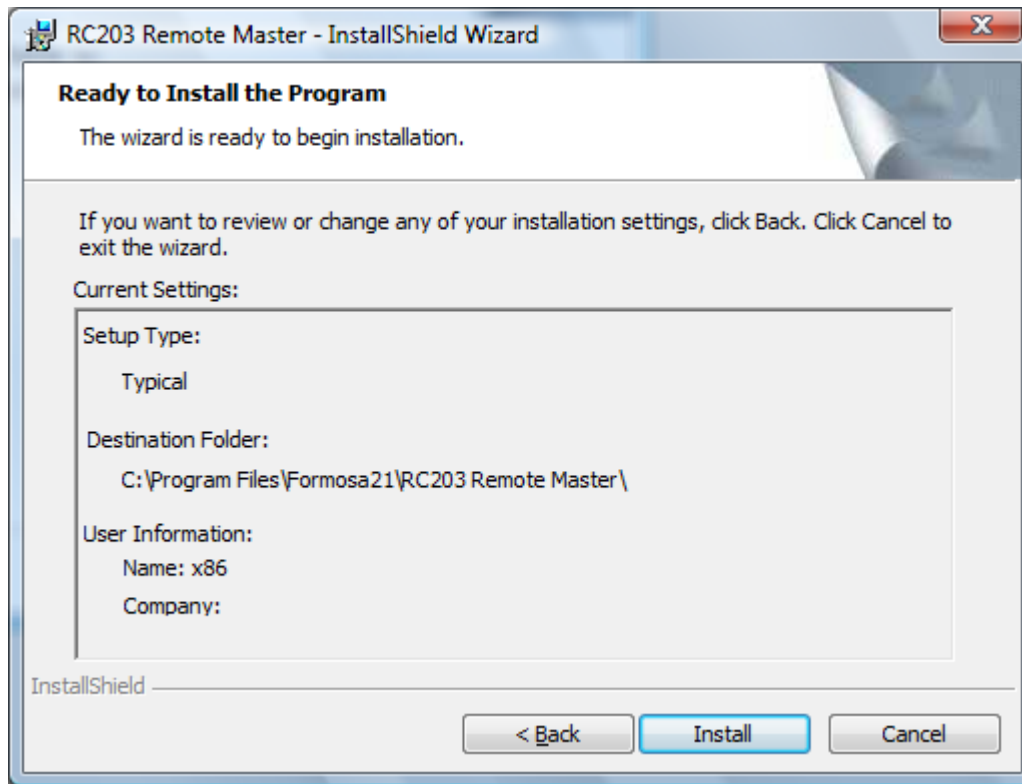 RC203 Remote Master - InstallShield Wizard
Ready to Install the Program
The wizard is ready to begin installation.
If you want to review or change any of your installation settings, click Back. Click Cancel to
exit the wizard.
Current Settings:
Setup Type:
Typical
Destination Folder:
C:\Program Files\Formosa21\RC203 Remote Master\
User Information:
Name: x86
Company:
InstallShield
< Back
Install
Cancel